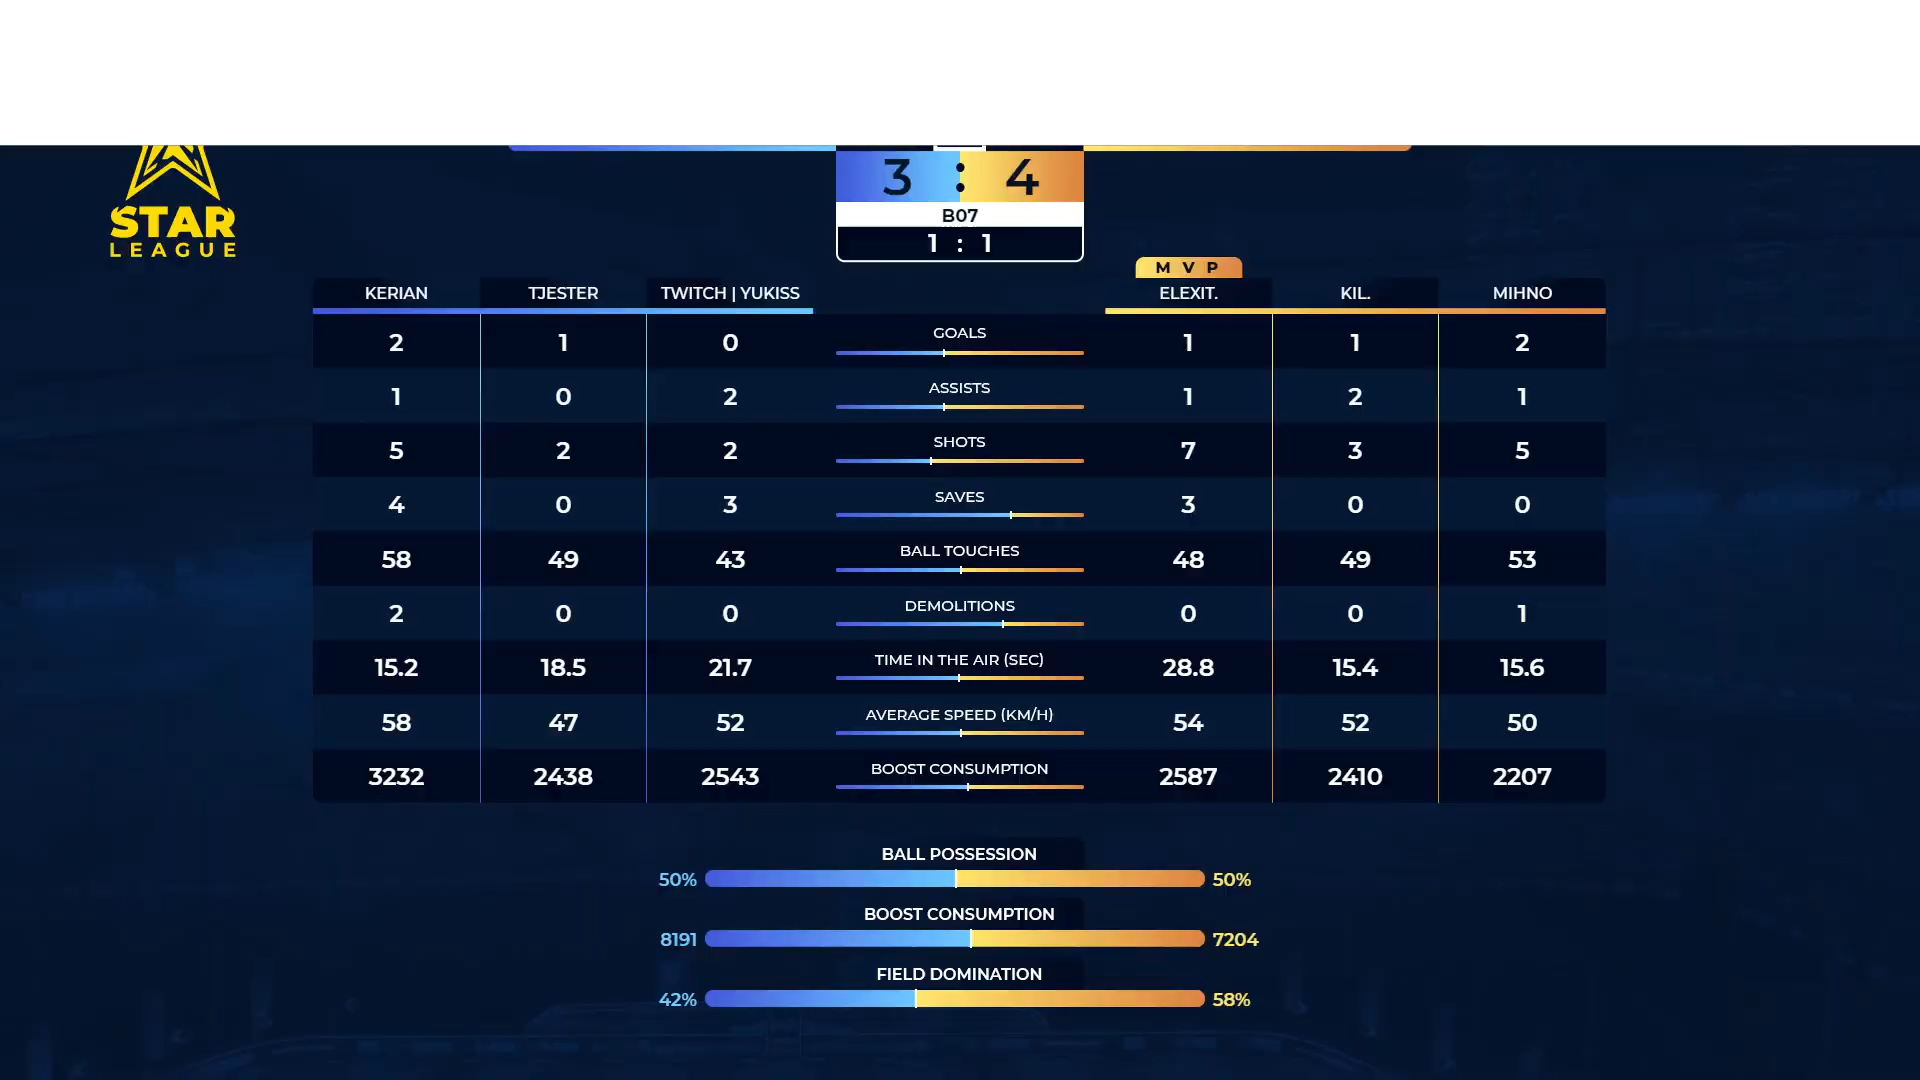 STAR
LEAGUE
3 : 4
BO7
1 : 1
MVP
KERIAN TJESTER TWITCH | YUKISS ELEXIT. KIL. MIHNO
2 1 0 GOALS 1 1 2
1 0 2 ASSISTS 1 2 1
5 2 2 SHOTS 7 3 5
4 0 3 SAVES 3 0 0
58 49 43 BALL TOUCHES 48 49 53
2 0 0 DEMOLITIONS 0 0 1
15.2 18.5 21.7 TIME IN THE AIR (SEC) 28.8 15.4 15.6
58 47 52 AVERAGE SPEED (KM/H) 54 52 50
3232 2438 2543 BOOST CONSUMPTION 2587 2410 2207
BALL POSSESSION
50% 50%
BOOST CONSUMPTION
8191 7204
FIELD DOMINATION
42% 58%